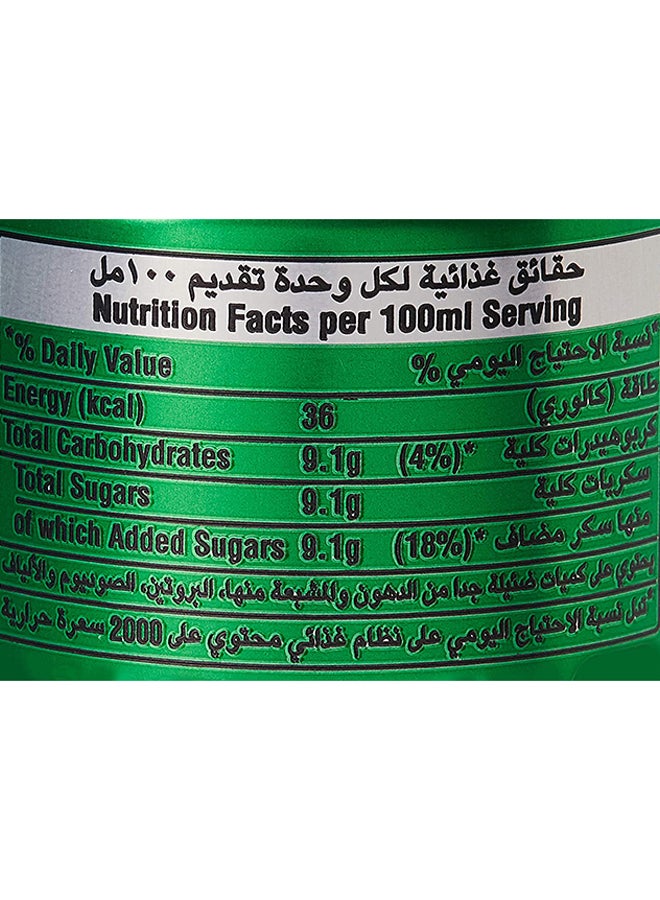 حقائق غذائية لكل وحدة تقديم ١٠٠مل
Nutrition Facts per 100ml Serving
*% Daily Value نسبة الاحتياج اليومي %*
Energy (kcal) 36 طاقة (كالوري)
Total Carbohydrates 9.1g (4%)* كربوهيدرات كلية
Total Sugars 9.1g سكريات كلية
of which Added Sugars 9.1g (18%)* منها سكر مضاف
يحتوي على كميات ضئيلة جدا من الدهون والمشبعة منها، البروتين، الصوديوم والألياف
*تدل نسبة الاحتياج اليومي على نظام غذائي محتوي على 2000 سعرة حرارية